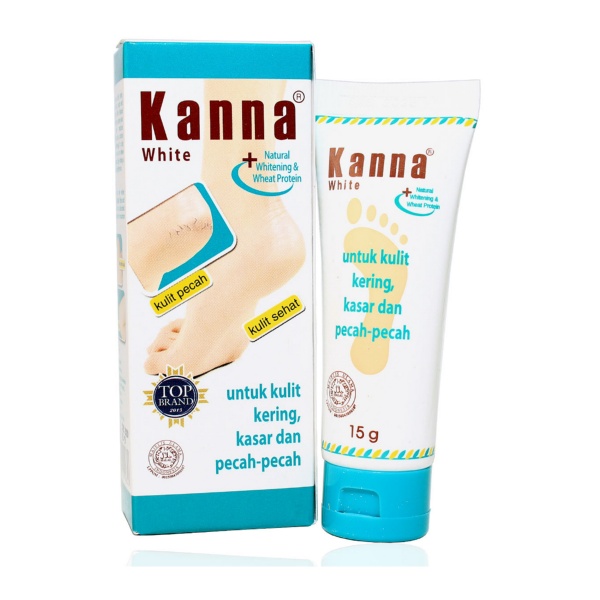 Kanna®
White
+ Natural
Whitening &
Wheat Protein
kulit pecah
kulit sehat
TOP
BRAND
2015
untuk kulit
kering,
kasar dan
pecah-pecah
Kanna®
White
+ Natural
Whitening &
Wheat Protein
untuk kulit
kering,
kasar dan
pecah-pecah
15 g